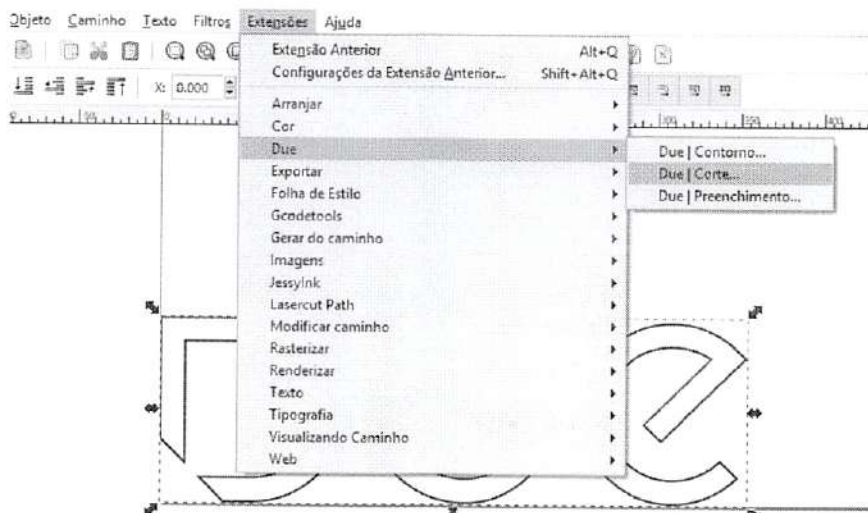 Objeto Caminho Texto Filtros Extensões Ajuda
Extensão Anterior Alt+Q
Configurações da Extensão Anterior... Shift+Alt+Q
X: 0.000
Arranjar
Cor
Due
Due | Contorno...
Due | Corte...
Due | Preenchimento...
Exportar
Folha de Estilo
Gcodetools
Gerar do caminho
Imagens
JessyInk
Lasercut Path
Modificar caminho
Rasterizar
Renderizar
Texto
Tipografia
Visualizando Caminho
Web